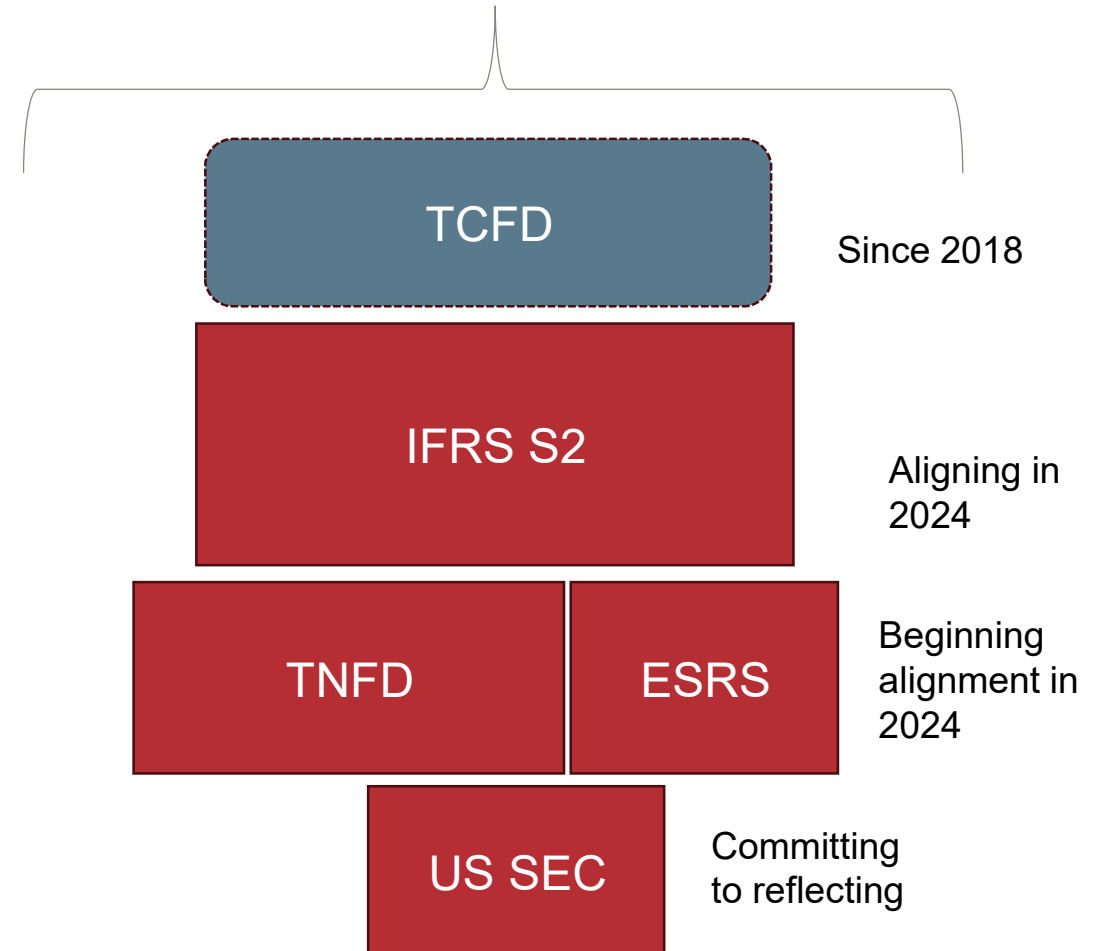 TCFD
Since 2018
IFRS S2
Aligning in
2024
TNFD
ESRS
Beginning
alignment in
2024
US SEC
Committing
to reflecting